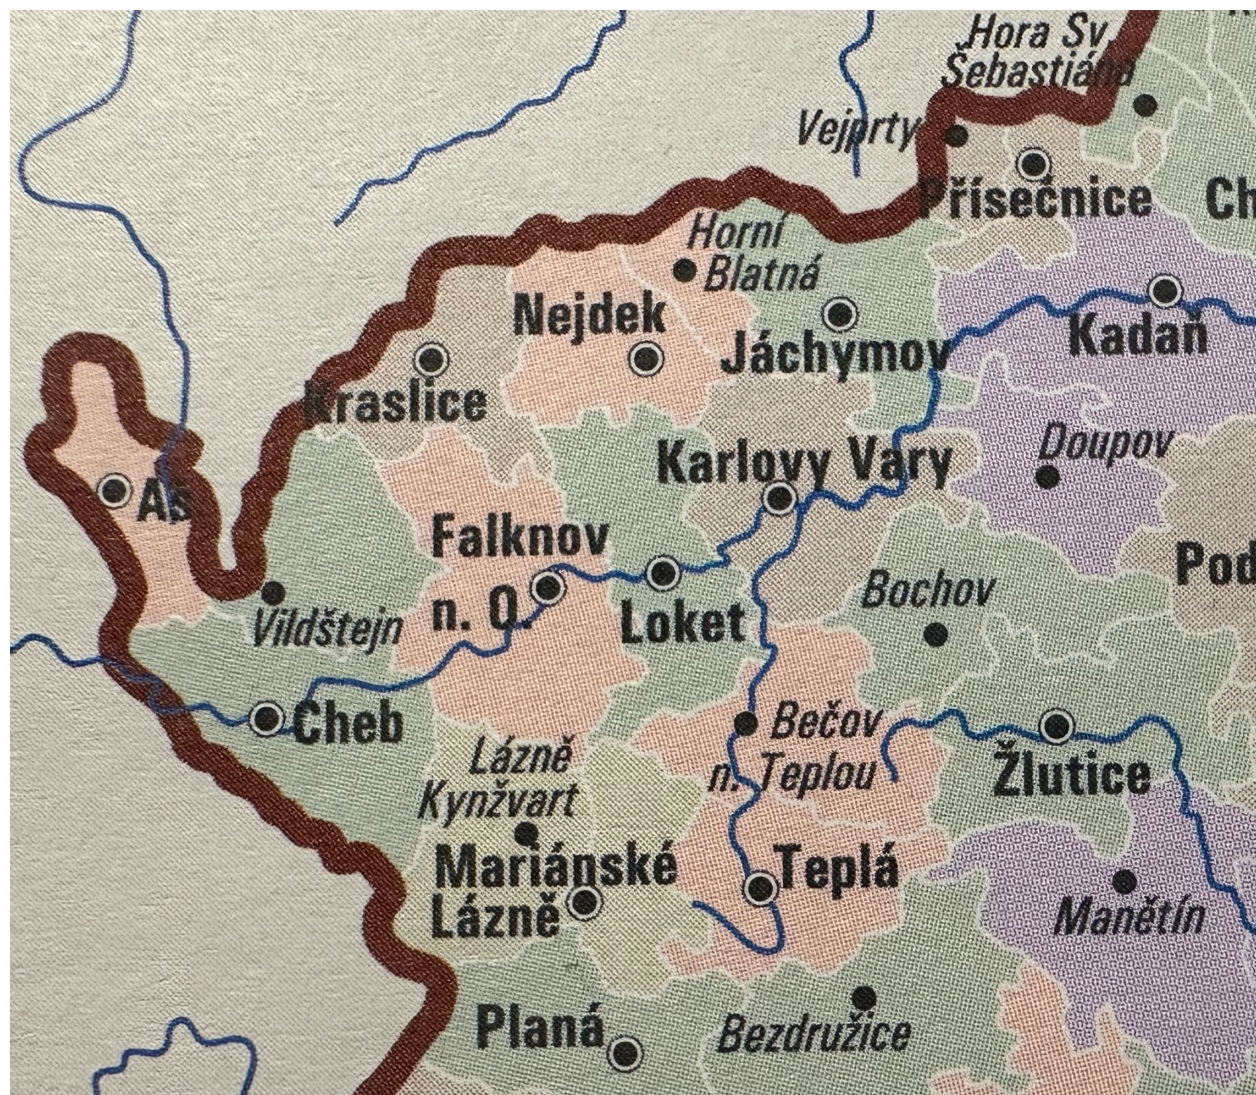 Hora Sv.
Šebastiána
Vejprty
Přísečnice
Ch
Horní
Blatná
Nejdek
Jáchymov
Kadaň
Kraslice
Doupov
Karlovy Vary
Aš
Falknov
n. O.
Loket
Pod
Bochov
Vildštejn
Cheb
Bečov
n. Teplou
Žlutice
Lázně
Kynžvart
Mariánské
Lázně
Teplá
Manětín
Planá
Bezdružice